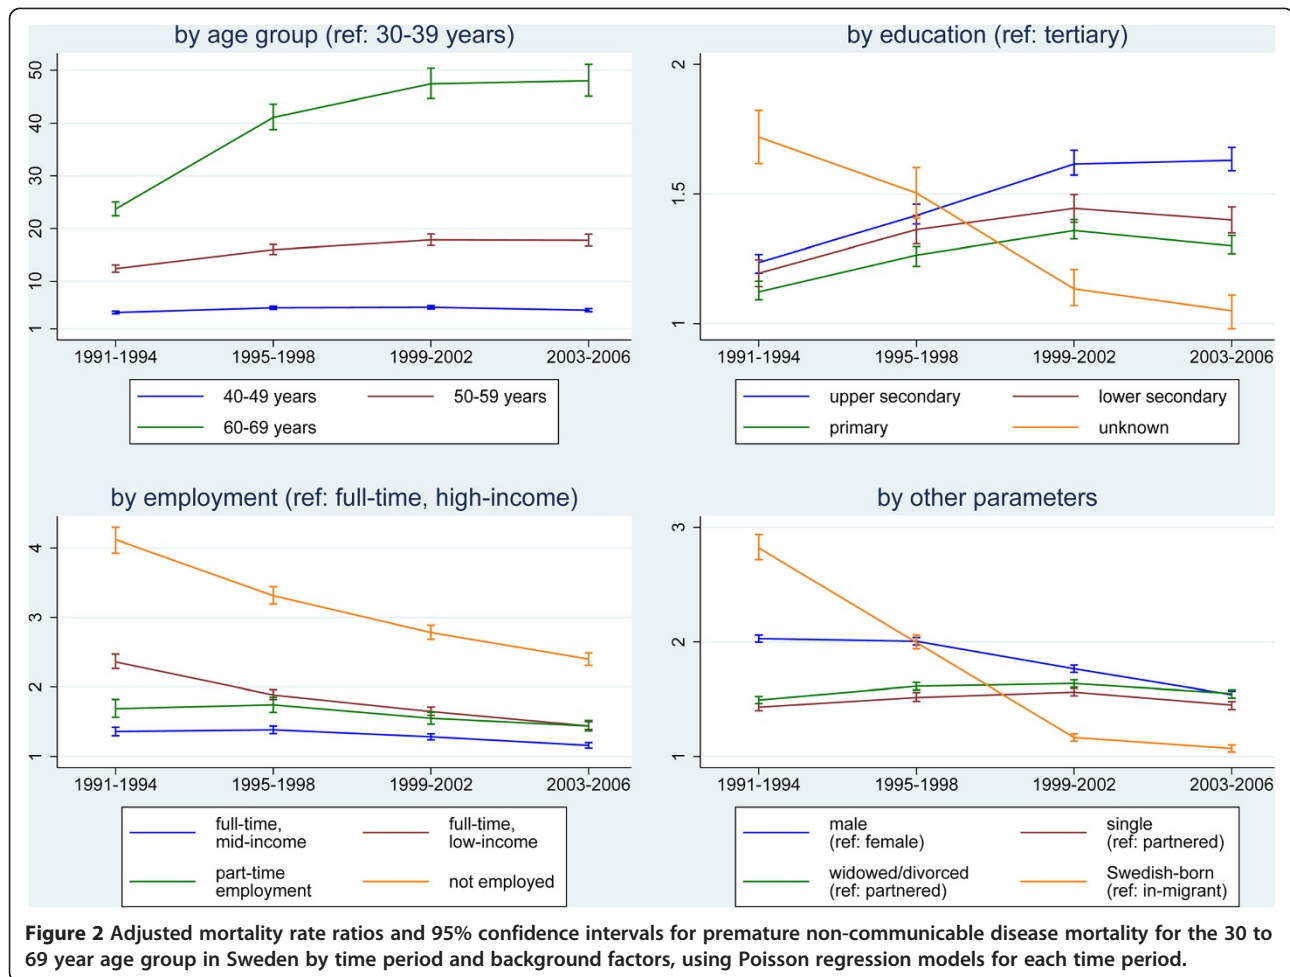 by age group (ref: 30-39 years)
50
40
30
20
10
1
1991-1994 1995-1998 1999-2002 2003-2006
40-49 years 50-59 years
60-69 years
by education (ref: tertiary)
2
1.5
1
1991-1994 1995-1998 1999-2002 2003-2006
upper secondary lower secondary
primary unknown
by employment (ref: full-time, high-income)
4
3
2
1
1991-1994 1995-1998 1999-2002 2003-2006
full-time, full-time,
mid-income low-income
part-time
employment not employed
by other parameters
3
2
1
1991-1994 1995-1998 1999-2002 2003-2006
male single
(ref: female) (ref: partnered)
widowed/divorced Swedish-born
(ref: partnered) (ref: in-migrant)
Figure 2 Adjusted mortality rate ratios and 95% confidence intervals for premature non-communicable disease mortality for the 30 to
69 year age group in Sweden by time period and background factors, using Poisson regression models for each time period.